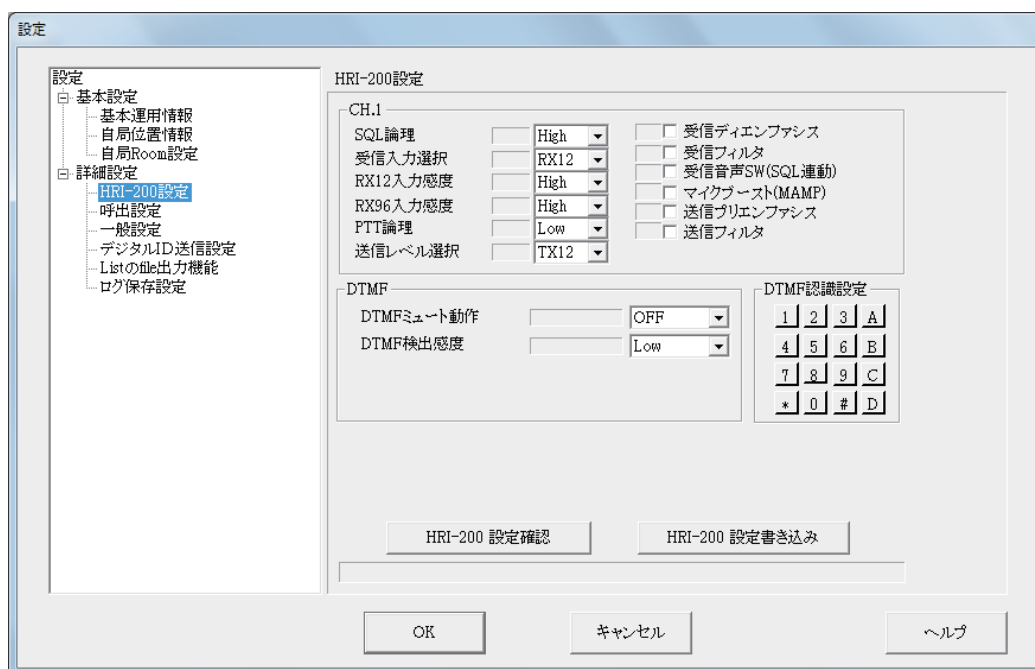 設定
設定
基本設定
基本運用情報
自局位置情報
自局Room設定
詳細設定
HRI-200設定
呼出設定
一般設定
デジタルID送信設定
Listのfile出力機能
ログ保存設定
HRI-200設定
CH.1
SQL論理 High
受信入力選択 RX12
RX12入力感度 High
RX96入力感度 High
PTT論理 Low
送信レベル選択 TX12
受信ディエンファシス
受信フィルタ
受信音声SW(SQL連動)
マイクブースト(MAMP)
送信プリエンファシス
送信フィルタ
DTMF
DTMFミュート動作 OFF
DTMF検出感度 Low
DTMF認識設定
1 2 3 A
4 5 6 B
7 8 9 C
* 0 # D
HRI-200 設定確認 HRI-200 設定書き込み
OK キャンセル ヘルプ